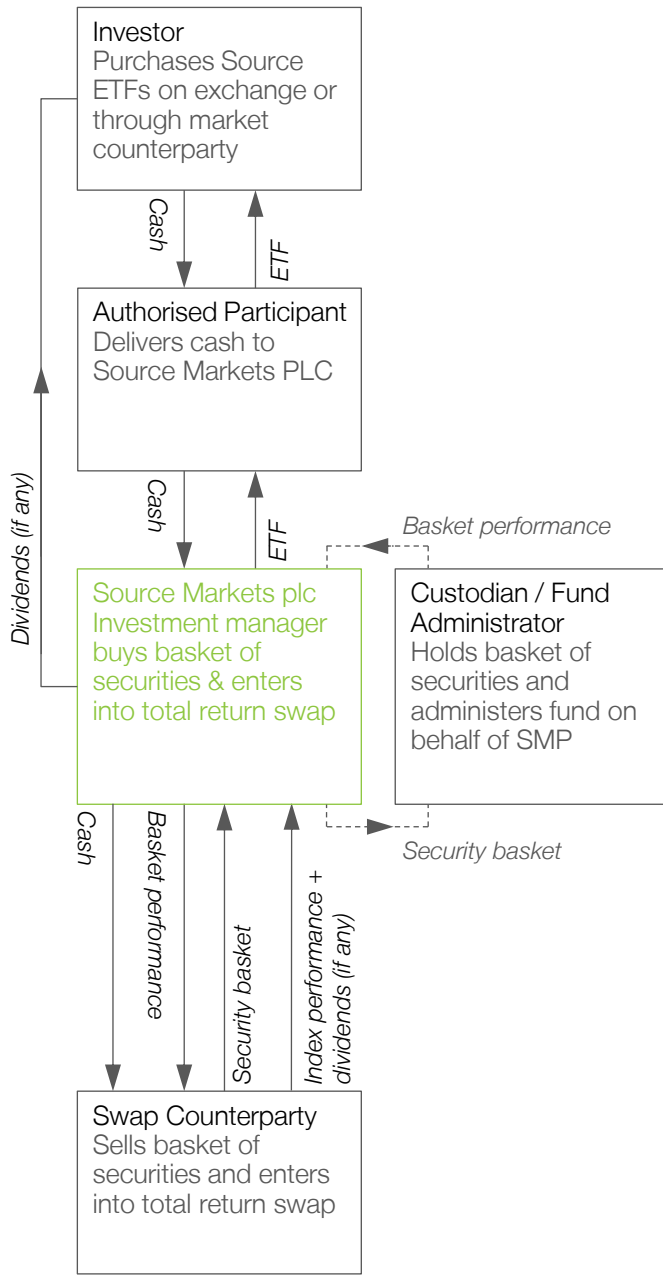 Investor
Purchases Source
ETFs on exchange or
through market
counterparty
Cash
ETF
Authorised Participant
Delivers cash to
Source Markets PLC
Dividends (if any)
Cash
ETF
Basket performance
Source Markets plc
Investment manager
buys basket of
securities & enters
into total return swap
Custodian / Fund
Administrator
Holds basket of
securities and
administers fund on
behalf of SMP
Security basket
Cash
Basket performance
Security basket
Index performance +
dividends (if any)
Swap Counterparty
Sells basket of
securities and enters
into total return swap